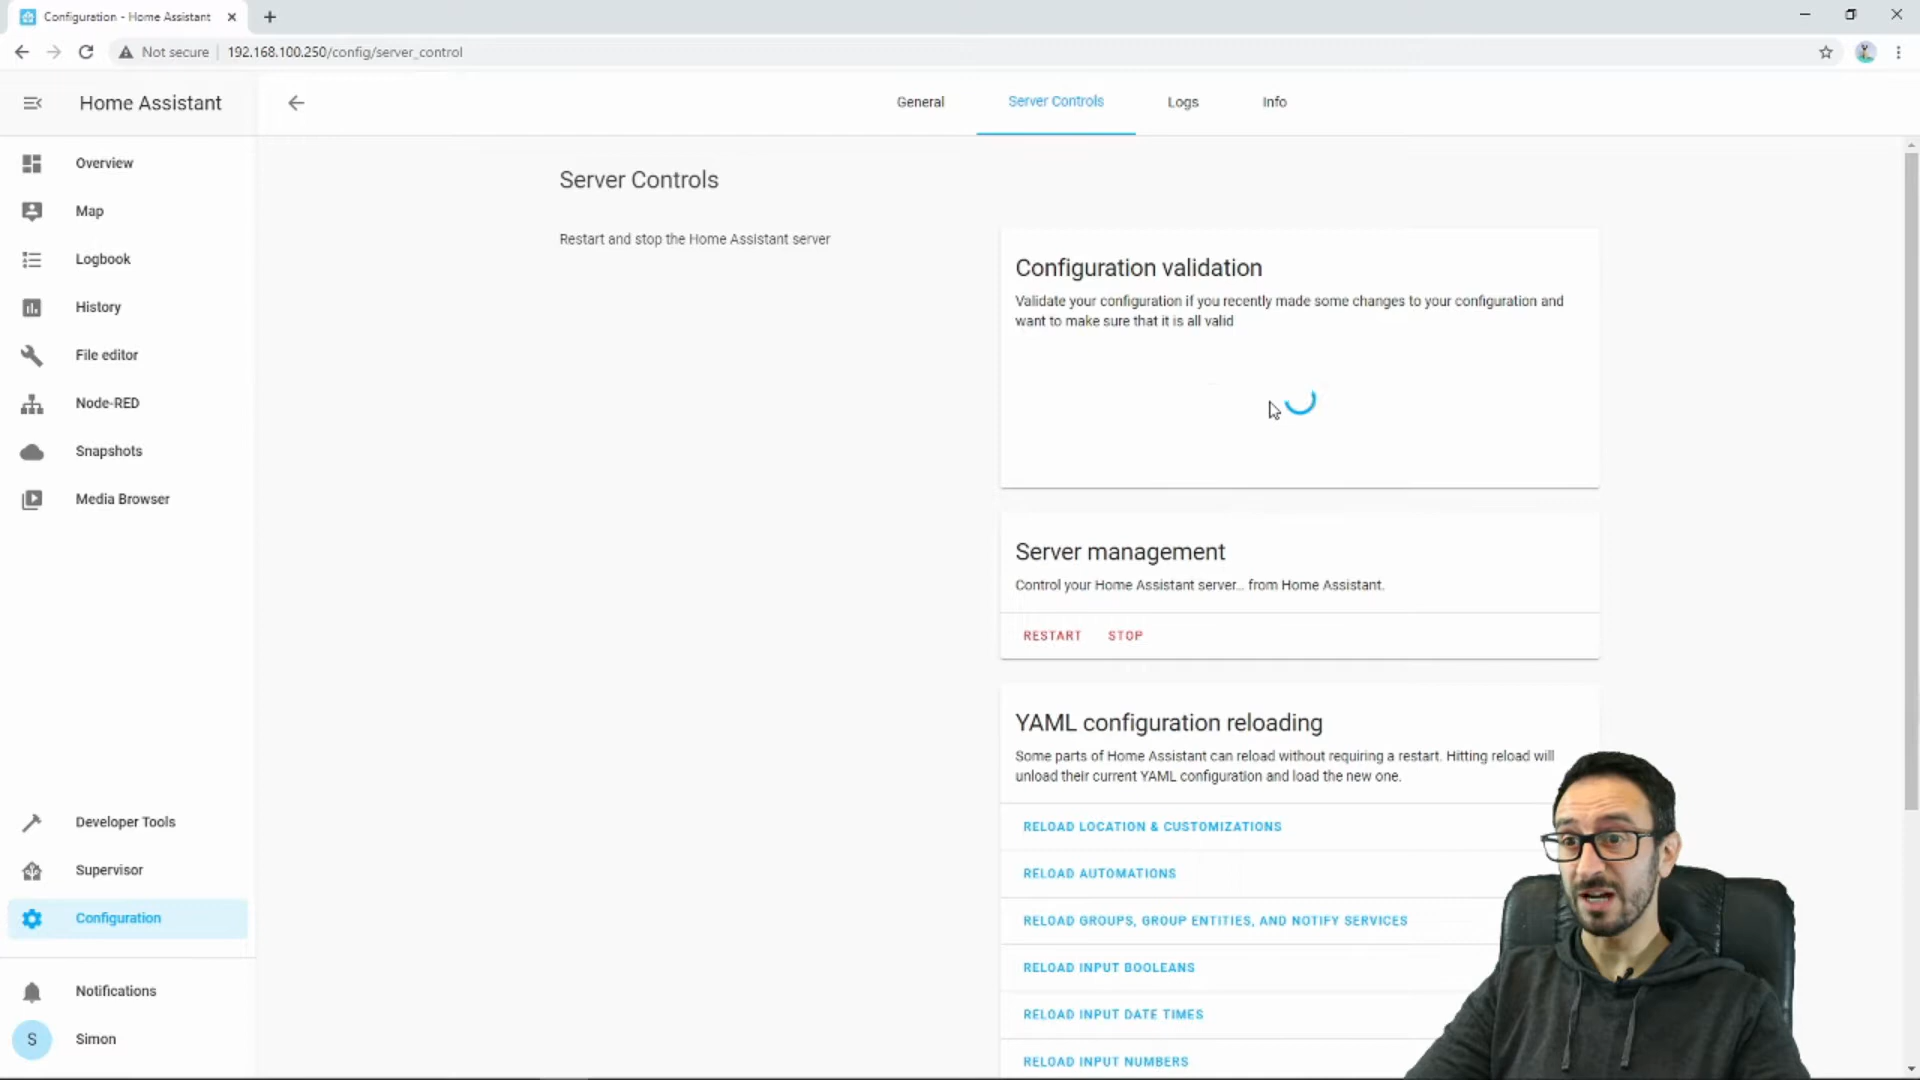 Configuration - Home Assistant
Not secure
192.168.100.250/config/server_control
Home Assistant
General
Server Controls
Logs
Info
Overview
Map
Logbook
History
File editor
Node-RED
Snapshots
Media Browser
Developer Tools
Supervisor
Configuration
Notifications
S
Simon
Server Controls
Restart and stop the Home Assistant server
Configuration validation
Validate your configuration if you recently made some changes to your configuration and
want to make sure that it is all valid
Server management
Control your Home Assistant server... from Home Assistant.
RESTART
STOP
YAML configuration reloading
Some parts of Home Assistant can reload without requiring a restart. Hitting reload will
unload their current YAML configuration and load the new one.
RELOAD LOCATION & CUSTOMIZATIONS
RELOAD AUTOMATIONS
RELOAD GROUPS, GROUP ENTITIES, AND NOTIFY SERVICES
RELOAD INPUT BOOLEANS
RELOAD INPUT DATE TIMES
RELOAD INPUT NUMBERS